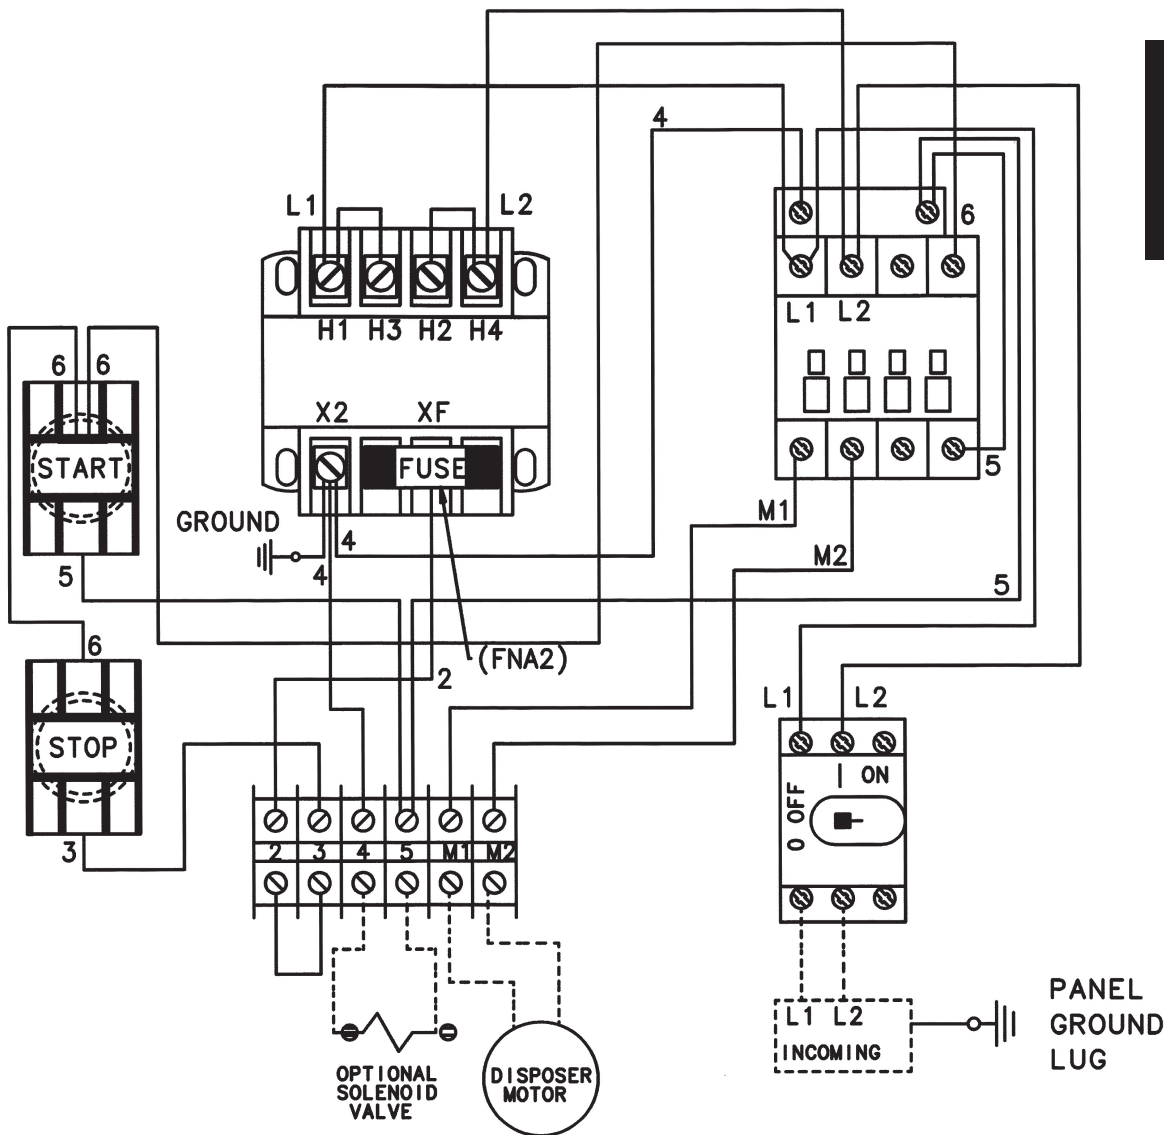 4
L1
L2
6
H1 H3 H2 H4
L1 L2
6 6
X2
XF
START
FUSE
5
GROUND
4
M1
4
M2
5
5
6
(FNA2)
2
L1
L2
STOP
ON
O OFF
3
2 3 4 5 M1 M2
L1 L2
INCOMING
PANEL
GROUND
LUG
OPTIONAL
SOLENOID
VALVE
DISPOSER
MOTOR